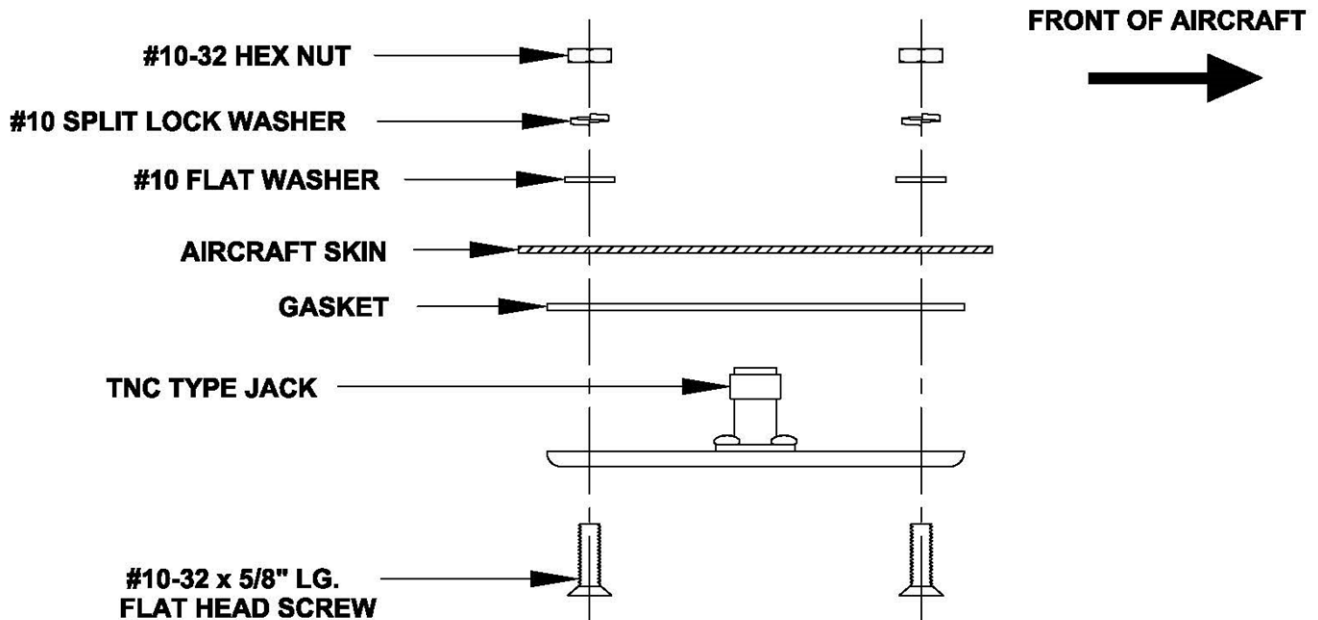 FRONT OF AIRCRAFT
#10-32 HEX NUT
#10 SPLIT LOCK WASHER
#10 FLAT WASHER
AIRCRAFT SKIN
GASKET
TNC TYPE JACK
#10-32 x 5/8" LG.
FLAT HEAD SCREW